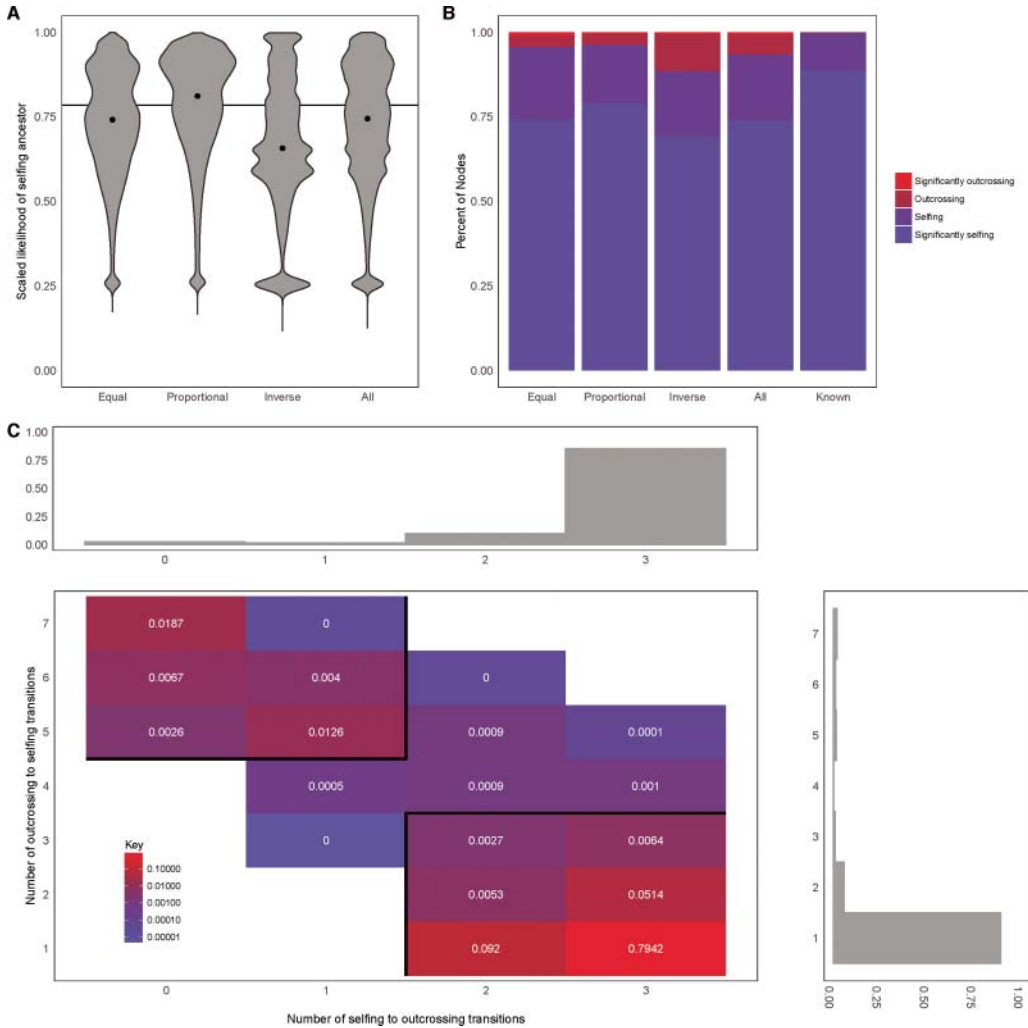 A
Scaled likelihood of selfing ancestor
1.00
0.75
0.50
0.25
0.00
Equal Proportional Inverse All
B
Percent of Nodes
1.00
0.75
0.50
0.25
0.00
Equal Proportional Inverse All Known
Significantly outcrossing
Outcrossing
Selfing
Significantly selfing
C
1.00
0.75
0.50
0.25
0.00
0 1 2 3
Number of outcrossing to selfing transitions
7 0.0187 0
6 0.0067 0.004 0
5 0.0026 0.0126 0.0009 0.0001
4 0.0005 0.0009 0.001
3 0 0.0027 0.0064
2 0.0053 0.0514
1 0.092 0.7942
Key
0.10000
0.01000
0.00100
0.00010
0.00001
0 1 2 3
Number of selfing to outcrossing transitions
7
6
5
4
3
2
1
0.00 0.25 0.50 0.75 1.00